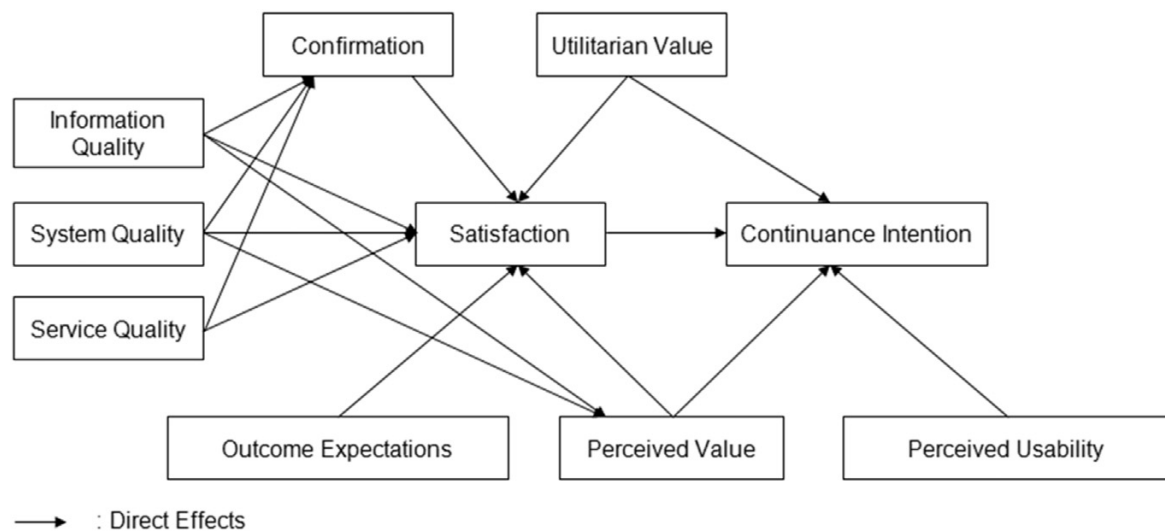 Confirmation
Utilitarian Value
Information
Quality
System Quality
Satisfaction
Continuance Intention
Service Quality
Outcome Expectations
Perceived Value
Perceived Usability
: Direct Effects